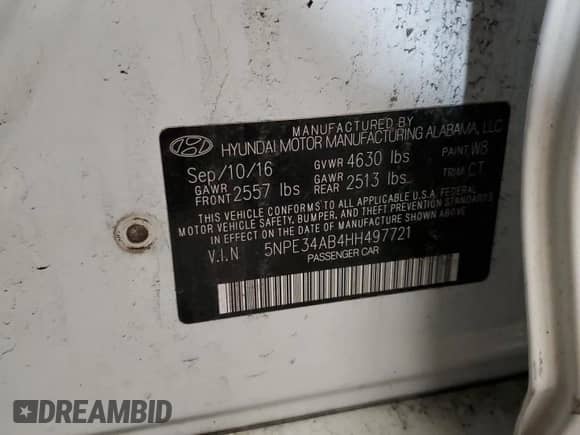 MANUFACTURED BY
HYUNDAI MOTOR MANUFACTURING ALABAMA, LLC
Sep/10/16 GVWR 4630 lbs PAINT W8
GAWR FRONT 2557 lbs GAWR REAR 2513 lbs TRIM CT
THIS VEHICLE CONFORMS TO ALL APPLICABLE U.S.A. FEDERAL
MOTOR VEHICLE SAFETY, BUMPER, AND THEFT PREVENTION STANDARDS
IN EFFECT ON THE DATE OF MANUFACTURE SHOWN ABOVE.
V.I.N 5NPE34AB4HH497721
PASSENGER CAR
DREAMBID